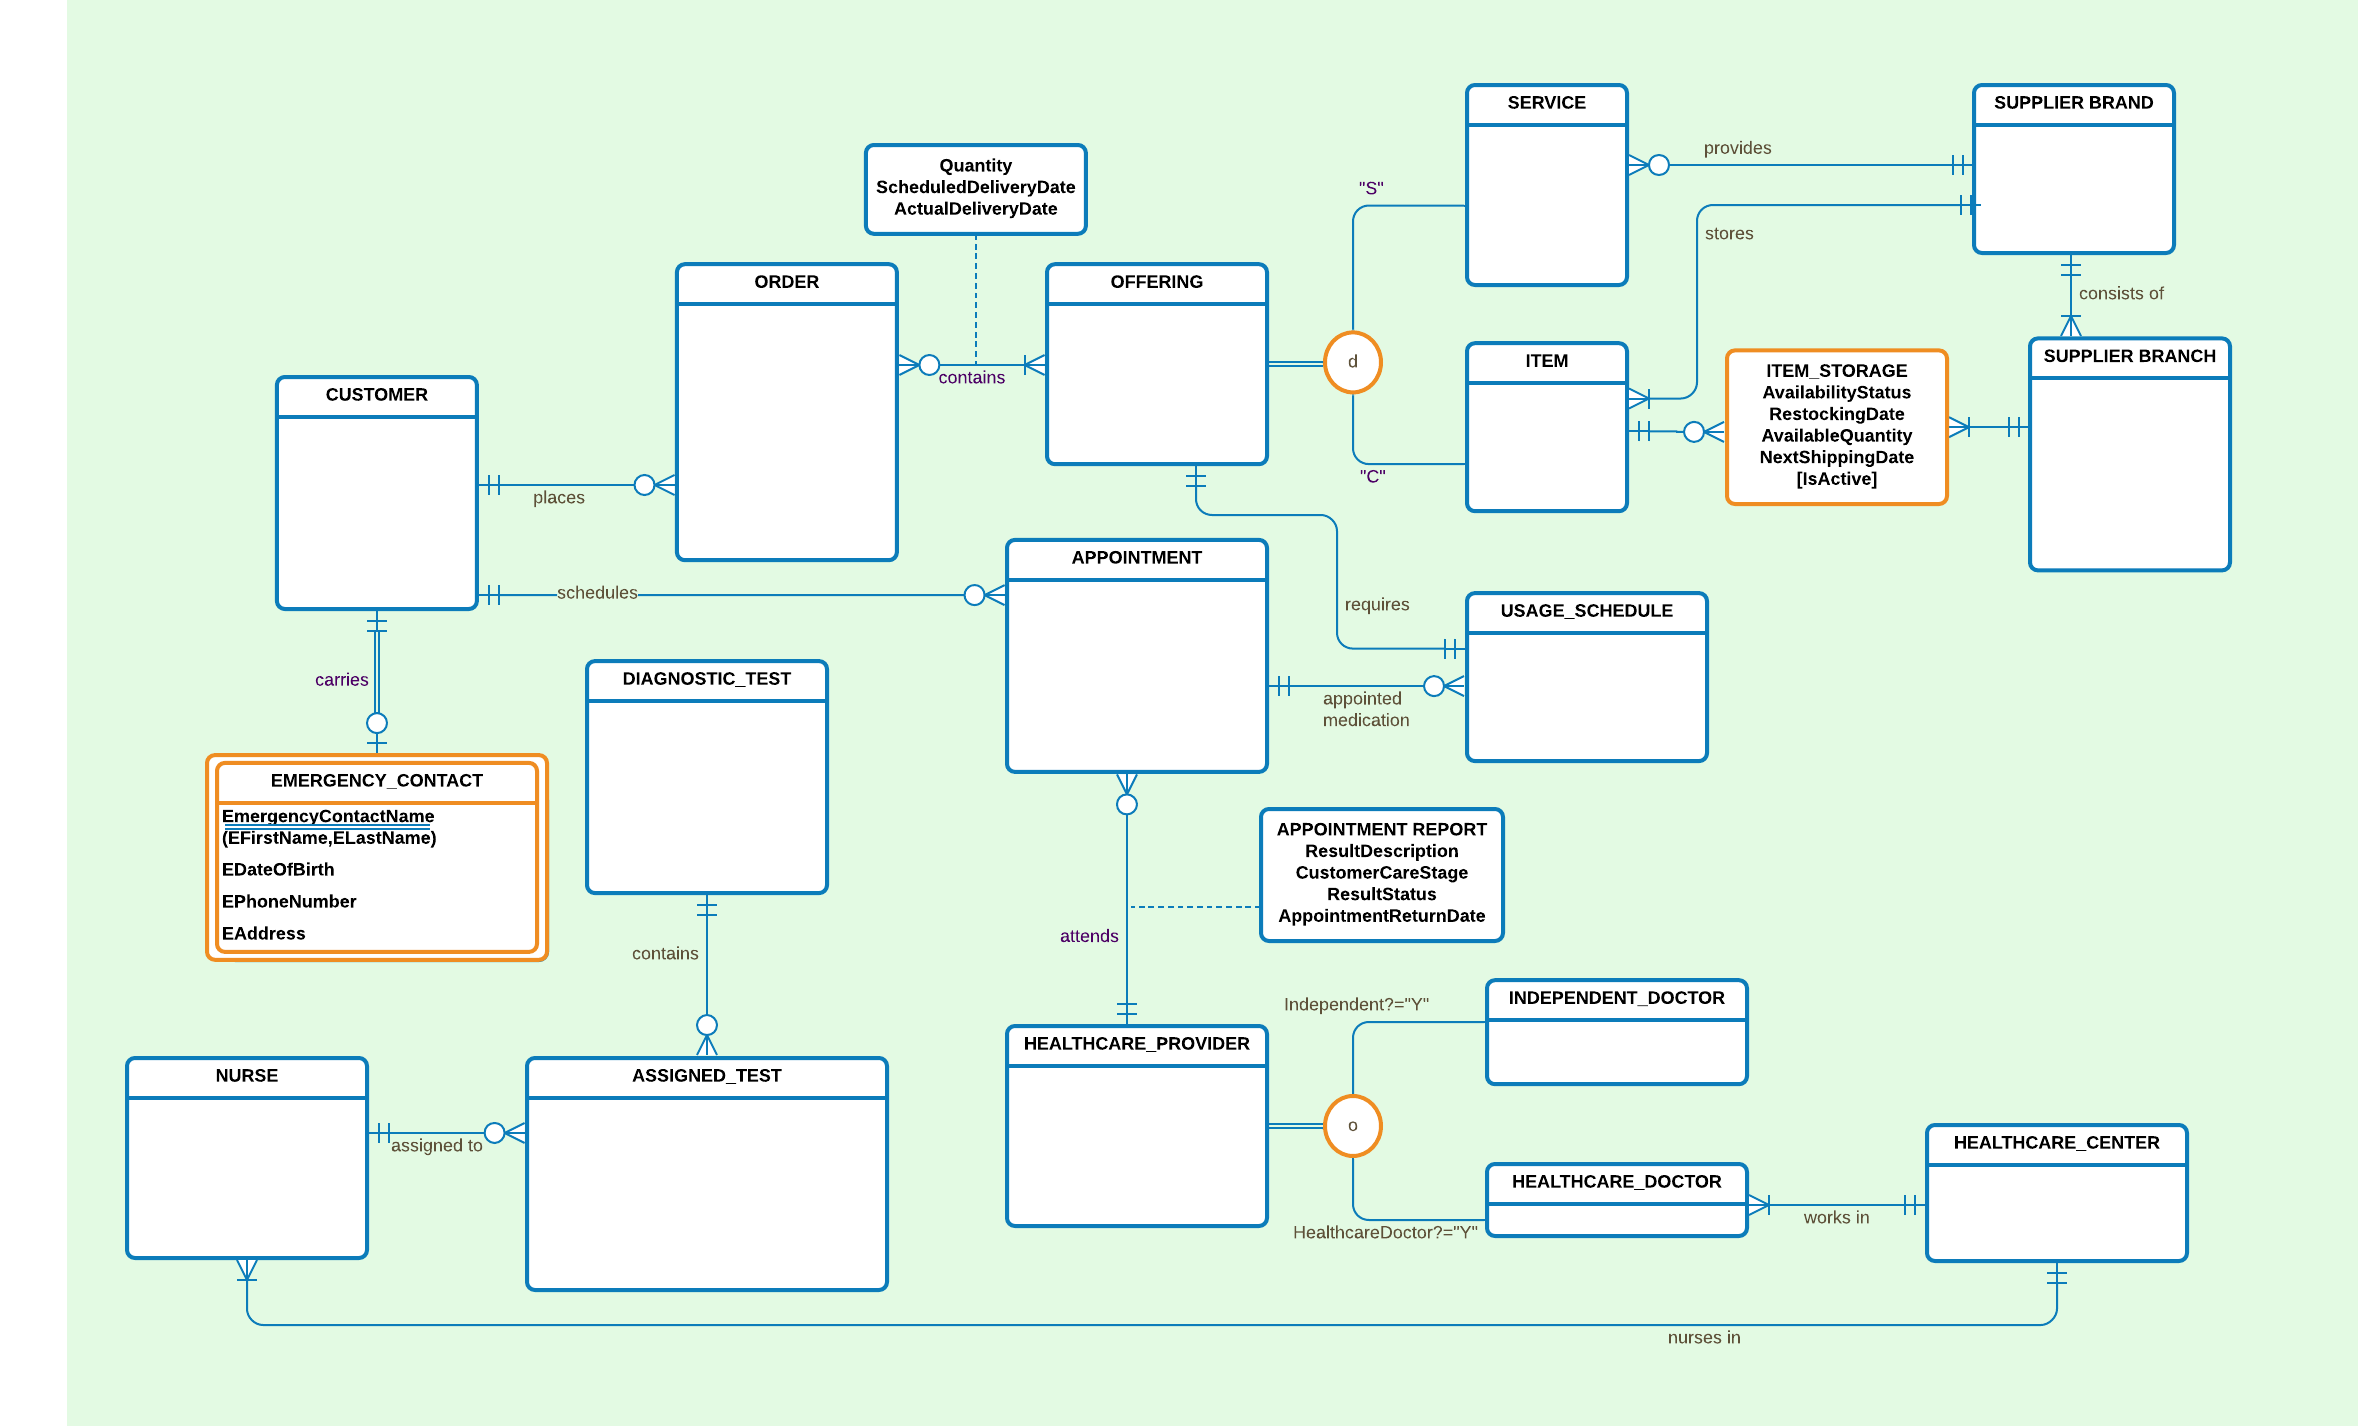 SERVICE
SUPPLIER BRAND
provides
Quantity
ScheduledDeliveryDate
ActualDeliveryDate
"S"
stores
ORDER
OFFERING
consists of
d
ITEM
SUPPLIER BRANCH
contains
CUSTOMER
ITEM_STORAGE
AvailabilityStatus
RestockingDate
AvailableQuantity
NextShippingDate
[IsActive]
"C"
places
APPOINTMENT
schedules
requires
USAGE_SCHEDULE
carries
DIAGNOSTIC_TEST
appointed
medication
EMERGENCY_CONTACT
EmergencyContactName
(EFirstName,ELastName)
EDateOfBirth
EPhoneNumber
EAddress
APPOINTMENT REPORT
ResultDescription
CustomerCareStage
ResultStatus
AppointmentReturnDate
attends
contains
Independent?="Y"
INDEPENDENT_DOCTOR
HEALTHCARE_PROVIDER
NURSE
ASSIGNED_TEST
o
assigned to
HEALTHCARE_CENTER
HEALTHCARE_DOCTOR
works in
HealthcareDoctor?="Y"
nurses in